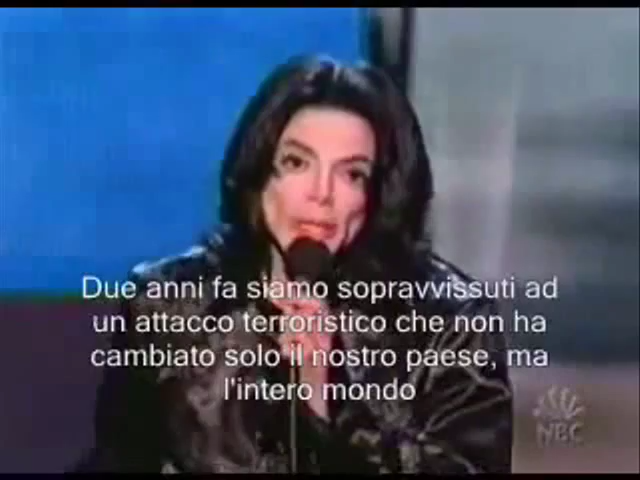 Due anni fa siamo sopravvissuti ad
un attacco terroristico che non ha
cambiato solo il nostro paese, ma
l'intero mondo
NBC